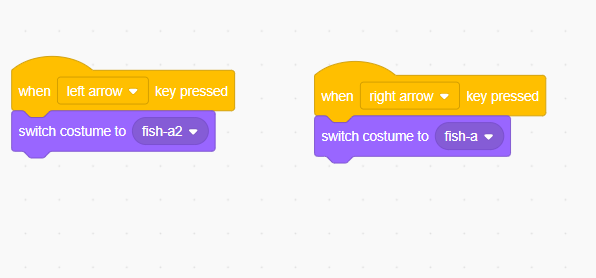 when left arrow key pressed
switch costume to fish-a2
when right arrow key pressed
switch costume to fish-a